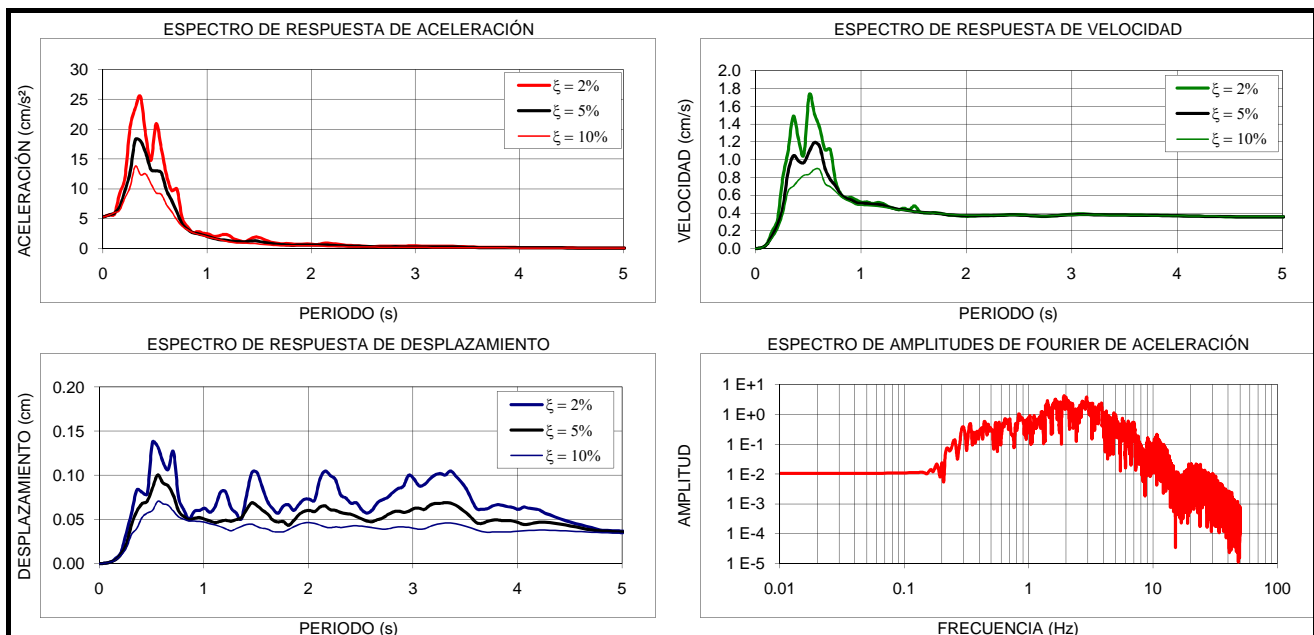 ESPECTRO DE RESPUESTA DE ACELERACIÓN
ACELERACIÓN (cm/s²)
30
25
20
15
10
5
0
ξ = 2%
ξ = 5%
ξ = 10%
0 1 2 3 4 5
PERIODO (s)
ESPECTRO DE RESPUESTA DE VELOCIDAD
VELOCIDAD (cm/s)
2.0
1.8
1.6
1.4
1.2
1.0
0.8
0.6
0.4
0.2
0.0
ξ = 2%
ξ = 5%
ξ = 10%
0 1 2 3 4 5
PERIODO (s)
ESPECTRO DE RESPUESTA DE DESPLAZAMIENTO
DESPLAZAMIENTO (cm)
0.20
0.15
0.10
0.05
0.00
ξ = 2%
ξ = 5%
ξ = 10%
0 1 2 3 4 5
PERIODO (s)
ESPECTRO DE AMPLITUDES DE FOURIER DE ACELERACIÓN
AMPLITUD
1 E+1
1 E+0
1 E-1
1 E-2
1 E-3
1 E-4
1 E-5
0.01 0.1 1 10 100
FRECUENCIA (Hz)